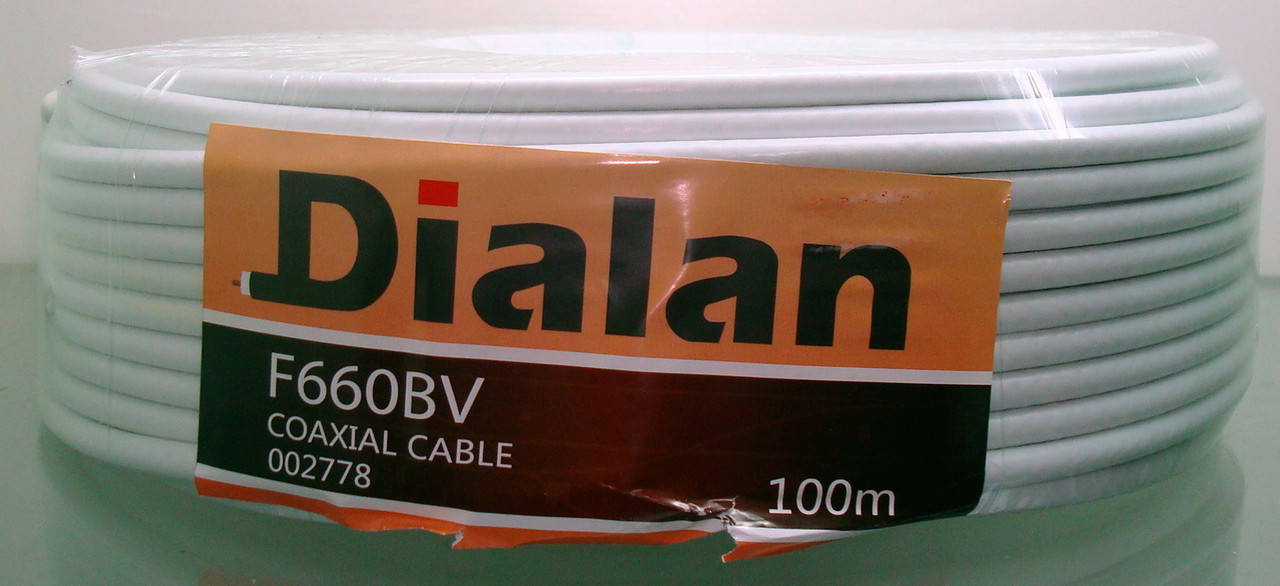 Dialan
F660BV
COAXIAL CABLE
002778
100m